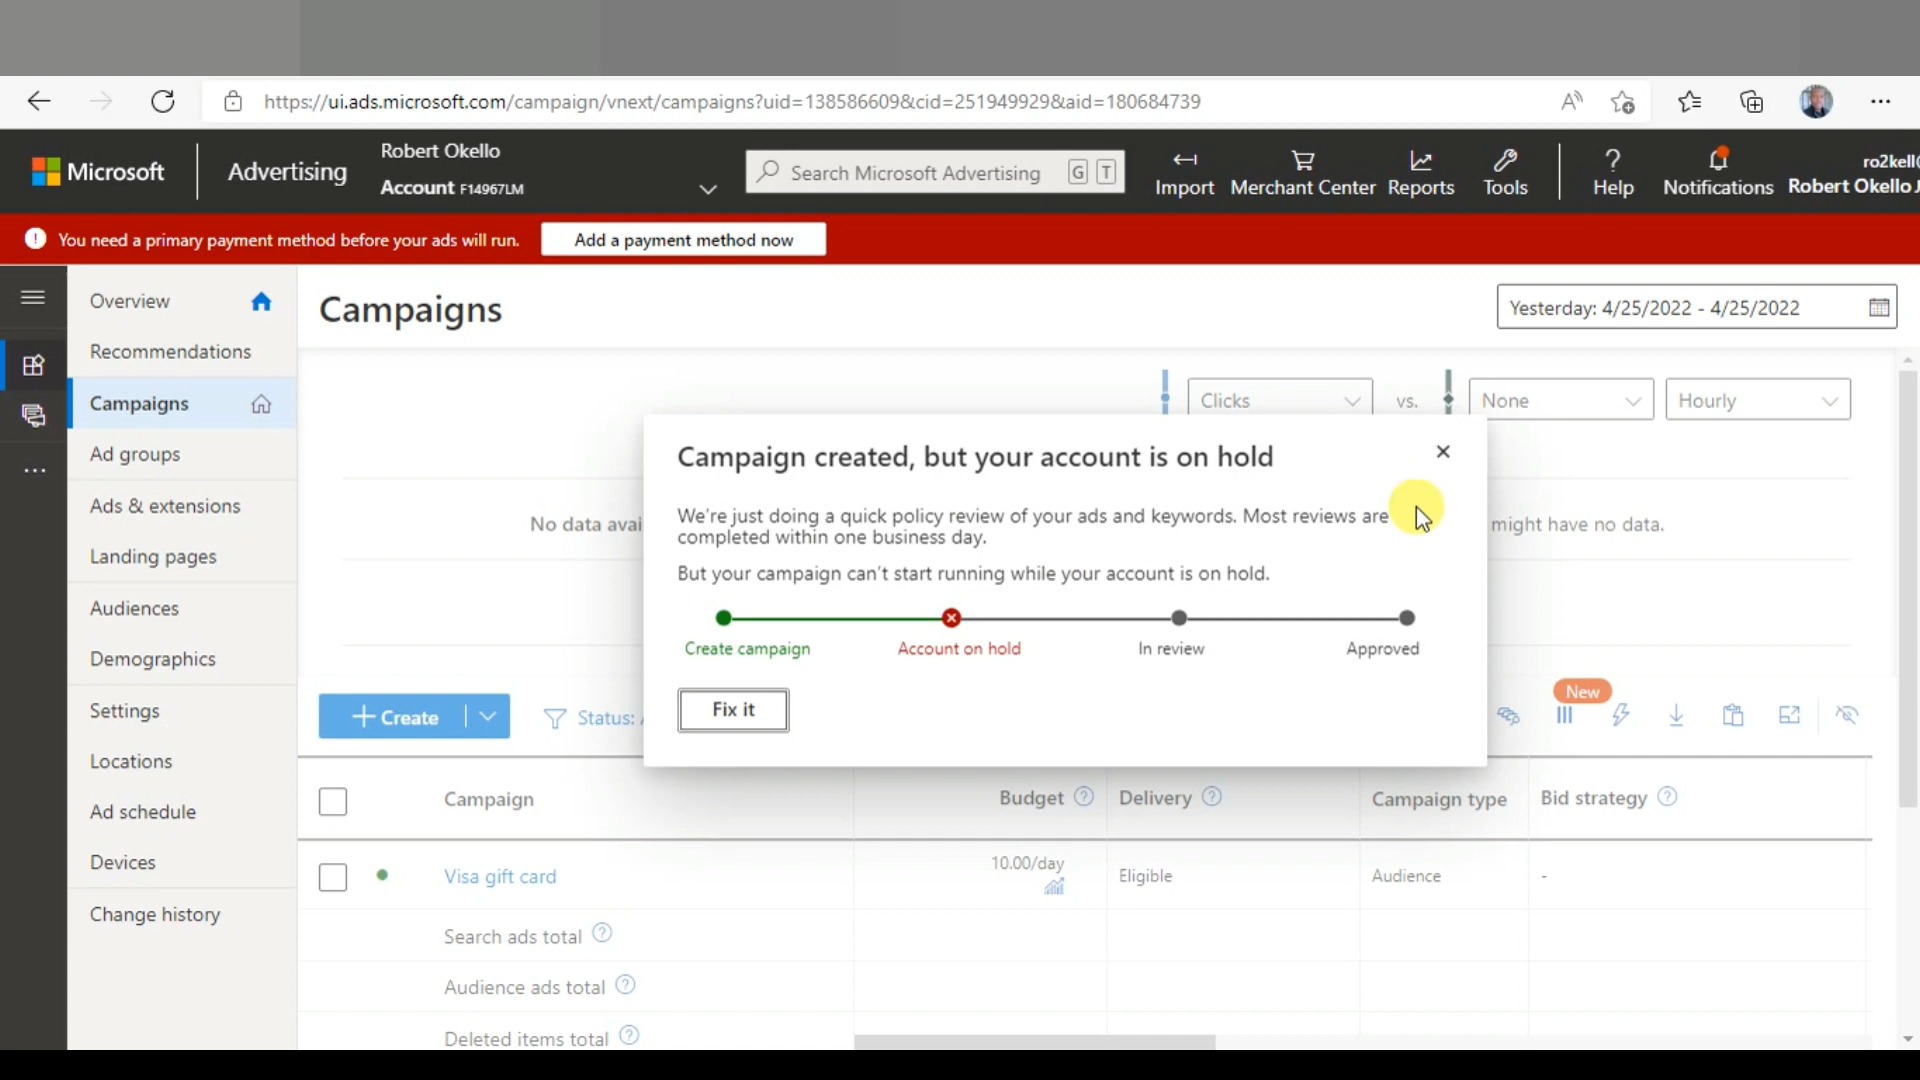 https://ui.ads.microsoft.com/campaign/vnext/campaigns?uid=138586609&cid=251949929&aid=180684739
Microsoft
Advertising
Robert Okello
Account F14967LM
Search Microsoft Advertising G T
Import
Merchant Center
Reports
Tools
Help
Notifications
ro2kell
Robert Okello
You need a primary payment method before your ads will run.
Add a payment method now
Overview
Recommendations
Campaigns
Ad groups
Ads & extensions
Landing pages
Audiences
Demographics
Settings
Locations
Ad schedule
Devices
Change history
Campaigns
Yesterday: 4/25/2022 - 4/25/2022
Clicks
vs.
None
Hourly
No data avai
might have no data.
Campaign created, but your account is on hold
We're just doing a quick policy review of your ads and keywords. Most reviews are
completed within one business day.
But your campaign can't start running while your account is on hold.
Create campaign
Account on hold
In review
Approved
Fix it
Create
Status:
New
Campaign
Budget
Delivery
Campaign type
Bid strategy
Visa gift card
10.00/day
Eligible
Audience
-
Search ads total
Audience ads total
Deleted items total